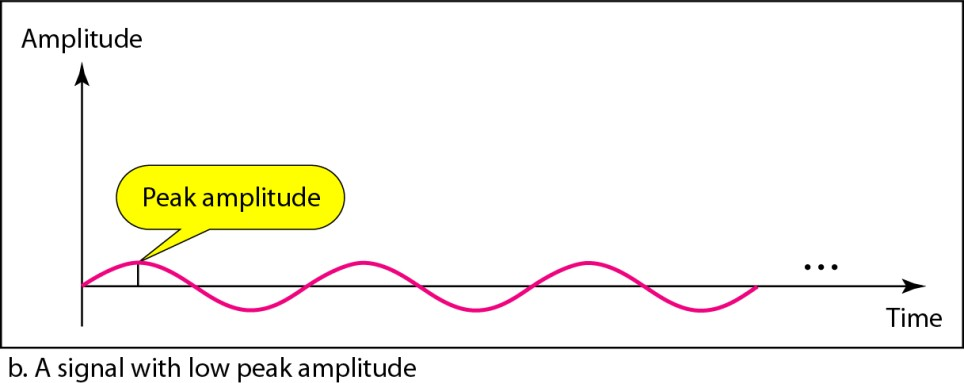 Amplitude
Peak amplitude
...
Time
b. A signal with low peak amplitude